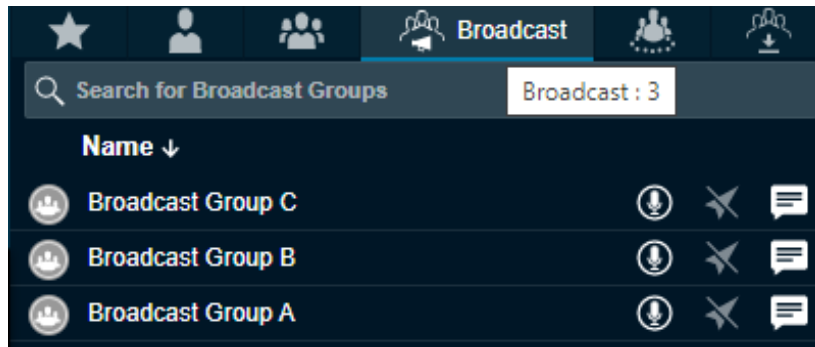 Broadcast
Search for Broadcast Groups
Broadcast : 3
Name ↓
Broadcast Group C
Broadcast Group B
Broadcast Group A